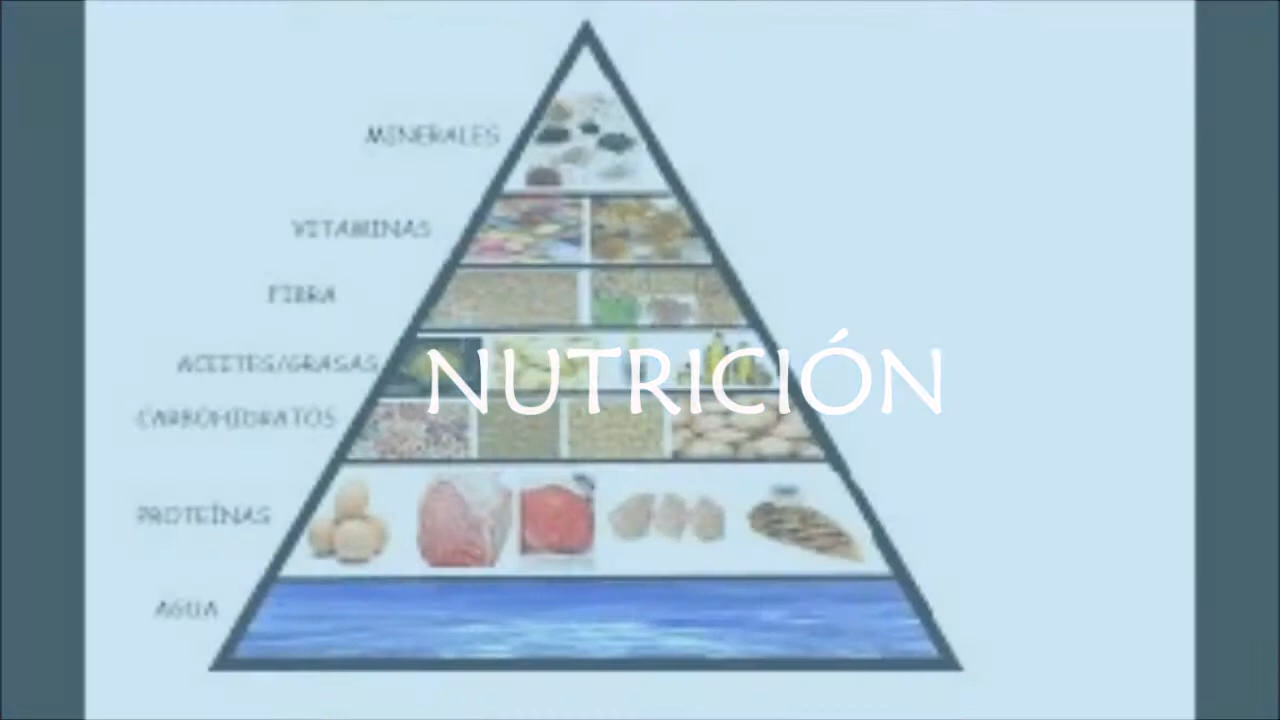 MINERALES
VITAMINAS
FIBRA
ACEITES/GRASAS
NUTRICIÓN
CARBOHIDRATOS
PROTEÍNAS
AGUA